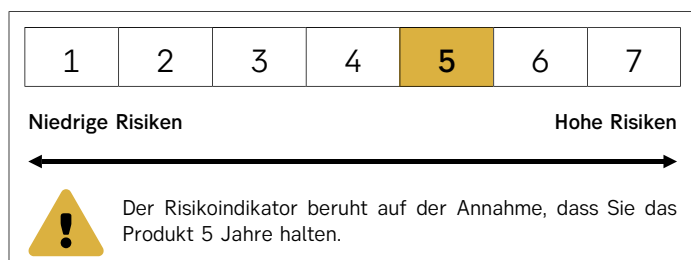 1 2 3 4 5 6 7
Niedrige Risiken Hohe Risiken
Der Risikoindikator beruht auf der Annahme, dass Sie das
Produkt 5 Jahre halten.